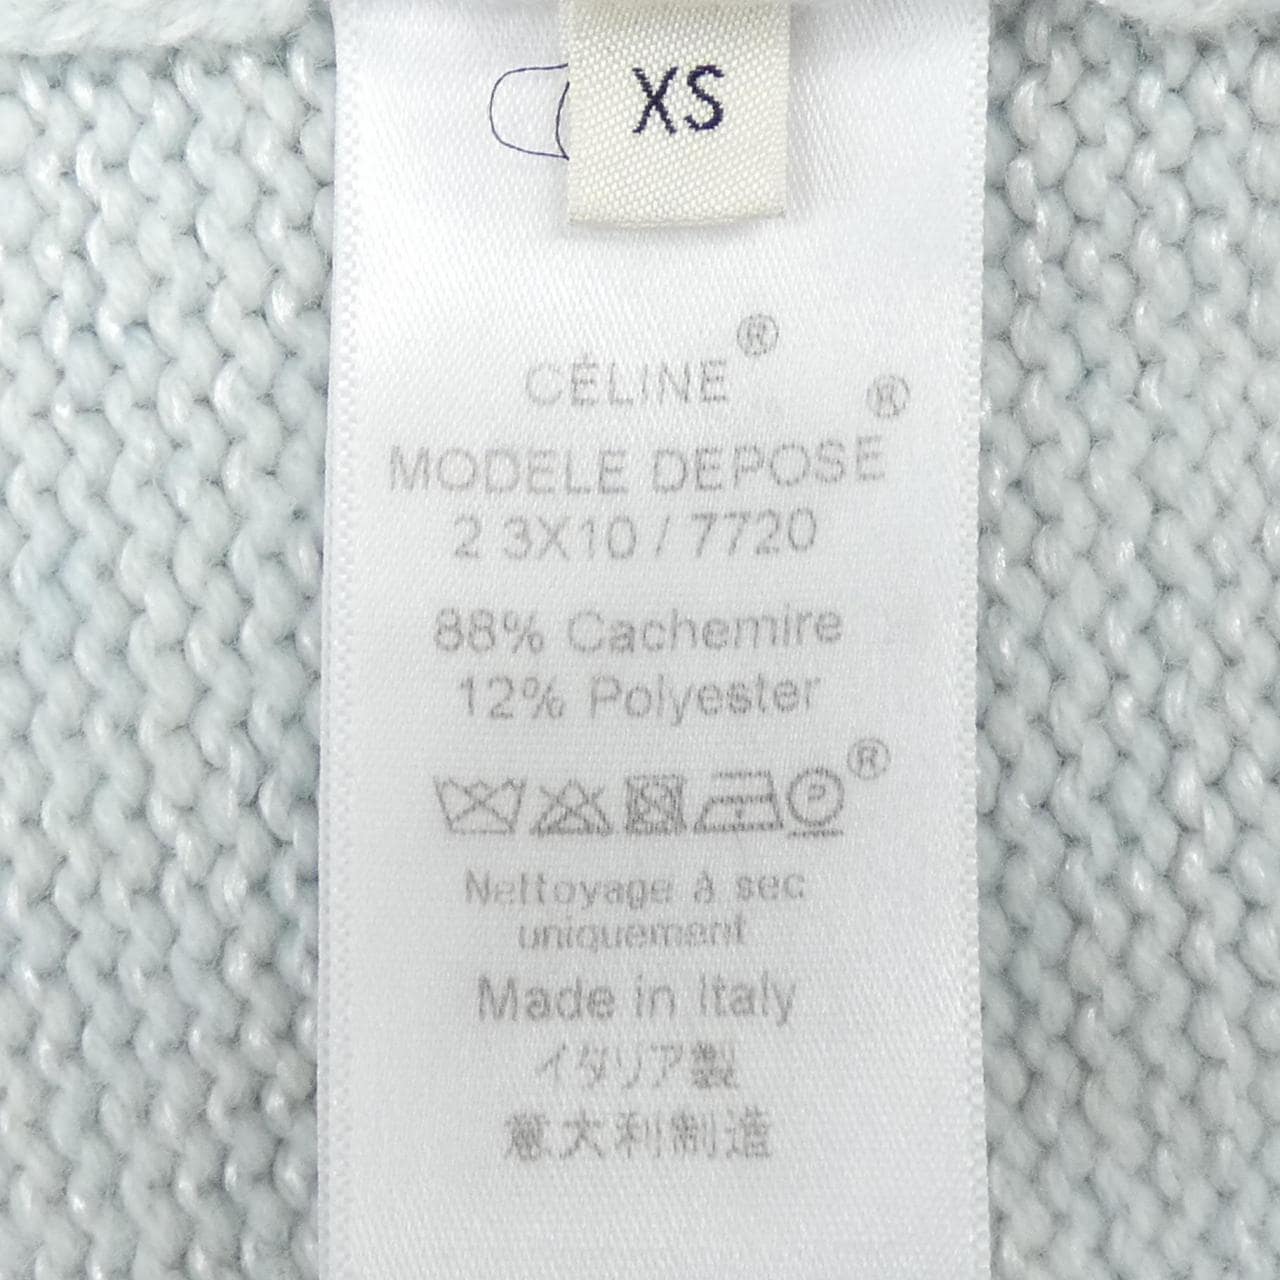 XS
CÉLINE®
MODELE DEPOSE®
2 3X10 / 7720
88% Cachemire
12% Polyester
P ®
Nettoyage à sec
uniquement
Made in Italy
イタリア製
意大利制造